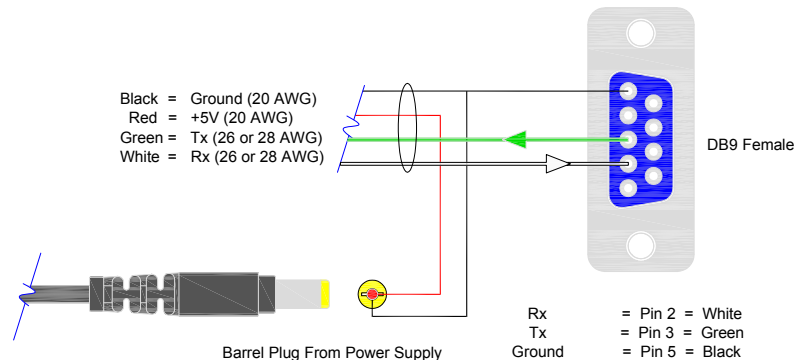 Black = Ground (20 AWG)
Red = +5V (20 AWG)
Green = Tx (26 or 28 AWG)
White = Rx (26 or 28 AWG)
DB9 Female
Rx = Pin 2 = White
Tx = Pin 3 = Green
Ground = Pin 5 = Black
Barrel Plug From Power Supply